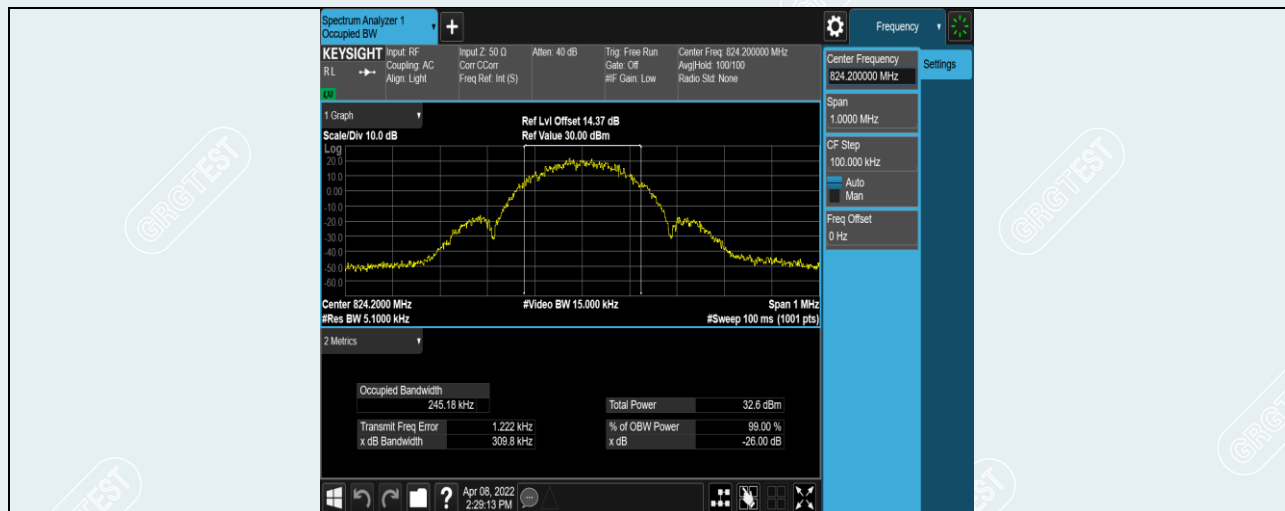 Spectrum Analyzer 1
Occupied BW
+
Frequency
KEYSIGHT
R L
LXI
Input: RF
Coupling: AC
Align: Light
Input Z: 50 Ω
Corr CCorr
Freq Ref: Int (S)
Atten: 40 dB
Trig: Free Run
Gate: Off
#IF Gain: Low
Center Freq: 824.200000 MHz
Avg|Hold: 100/100
Radio Std: None
Center Frequency
824.200000 MHz
Settings
Span
1.0000 MHz
CF Step
100.000 kHz
Auto
Man
Freq Offset
0 Hz
1 Graph
Scale/Div 10.0 dB
Ref Lvl Offset 14.37 dB
Ref Value 30.00 dBm
Log
20.0
10.0
0.00
-10.0
-20.0
-30.0
-40.0
-50.0
-60.0
Center 824.2000 MHz
#Video BW 15.000 kHz
Span 1 MHz
#Res BW 5.1000 kHz
#Sweep 100 ms (1001 pts)
2 Metrics
Occupied Bandwidth
245.18 kHz
Total Power 32.6 dBm
Transmit Freq Error 1.222 kHz
% of OBW Power 99.00 %
x dB Bandwidth 309.8 kHz
x dB -26.00 dB
?
Apr 08, 2022
2:29:13 PM
GRGTEST
GRGTEST
GRGTEST
GRGTEST
GRGTEST